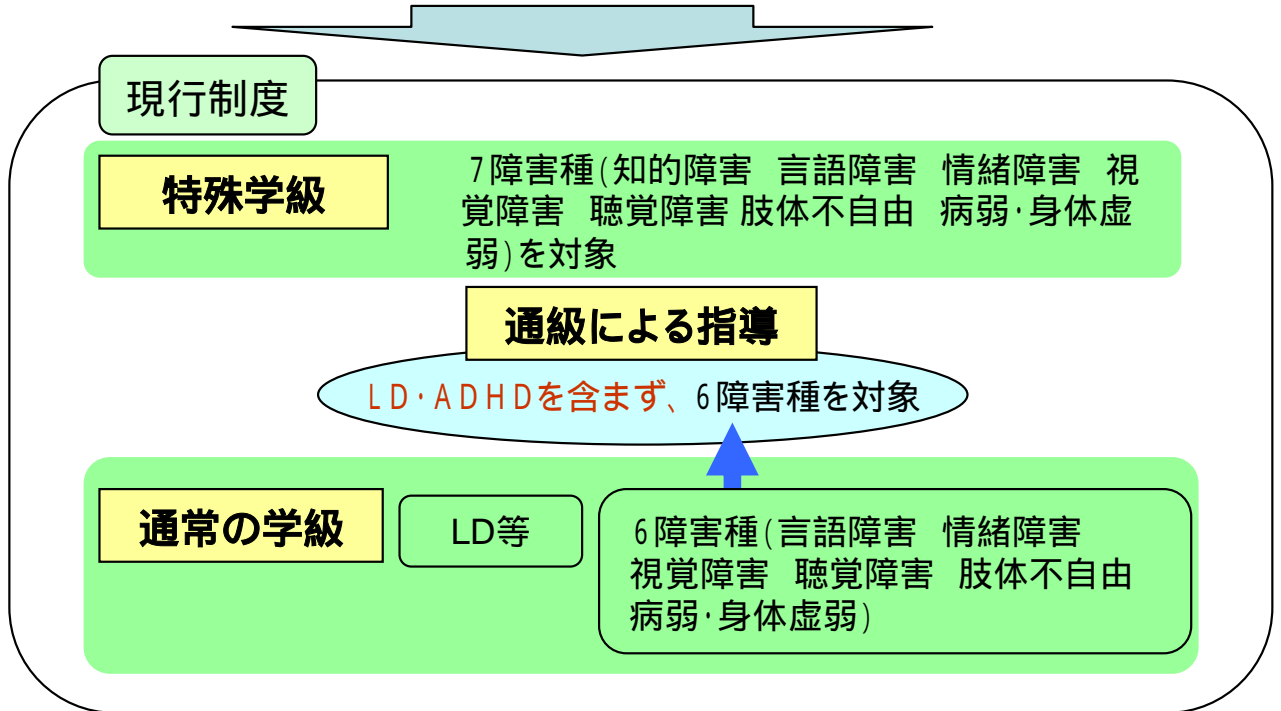 現行制度
特殊学級
7障害種(知的障害　言語障害　情緒障害　視
覚障害　聴覚障害 肢体不自由　病弱･身体虚
弱)を対象
通級による指導
LD･ADHDを含まず、6障害種を対象
通常の学級
LD等
6障害種(言語障害　情緒障害
視覚障害　聴覚障害　肢体不自由
病弱･身体虚弱)